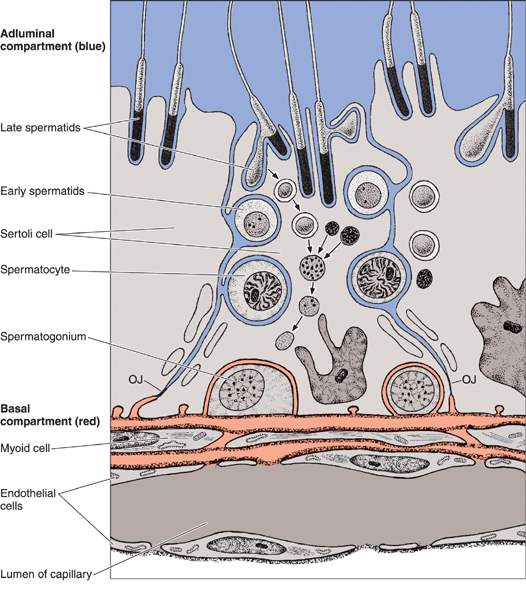 Adluminal
compartment (blue)
Late spermatids
Early spermatids
Sertoli cell
Spermatocyte
Spermatogonium
OJ
OJ
Basal
compartment (red)
Myoid cell
Endothelial
cells
Lumen of capillary